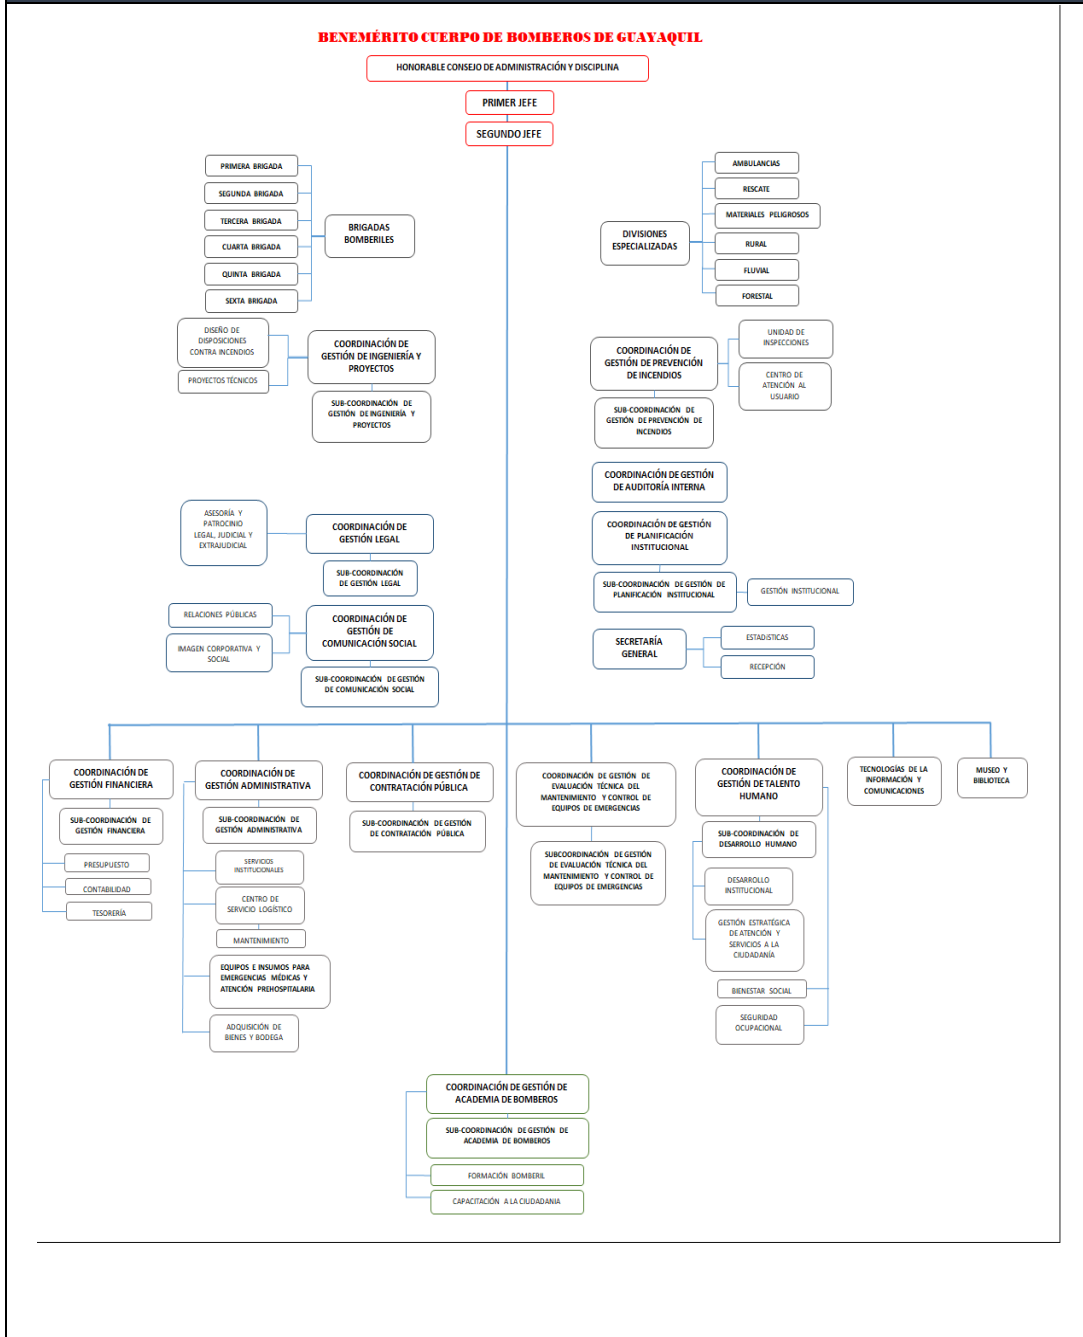 BENEMÉRITO CUERPO DE BOMBEROS DE GUAYAQUIL
HONORABLE CONSEJO DE ADMINISTRACIÓN Y DISCIPLINA
PRIMER JEFE
SEGUNDO JEFE
PRIMERA BRIGADA
SEGUNDA BRIGADA
TERCERA BRIGADA
CUARTA BRIGADA
QUINTA BRIGADA
SEXTA BRIGADA
BRIGADAS
BOMBERILES
DIVISIONES
ESPECIALIZADAS
AMBULANCIAS
RESCATE
MATERIALES PELIGROSOS
RURAL
FLUVIAL
FORESTAL
DISEÑO DE
DISPOSICIONES
CONTRA INCENDIOS
PROYECTOS TÉCNICOS
COORDINACIÓN DE
GESTIÓN DE INGENIERÍA Y
PROYECTOS
SUB-COORDINACIÓN DE
GESTIÓN DE INGENIERÍA Y
PROYECTOS
COORDINACIÓN DE
GESTIÓN DE PREVENCIÓN
DE INCENDIOS
SUB-COORDINACIÓN DE
GESTIÓN DE PREVENCIÓN DE
INCENDIOS
UNIDAD DE
INSPECCIONES
CENTRO DE
ATENCIÓN AL
USUARIO
COORDINACIÓN DE GESTIÓN
DE AUDITORÍA INTERNA
ASESORÍA Y
PATROCINIO
LEGAL, JUDICIAL Y
EXTRAJUDICIAL
COORDINACIÓN DE
GESTIÓN LEGAL
SUB-COORDINACIÓN
DE GESTIÓN LEGAL
COORDINACIÓN DE GESTIÓN
DE PLANIFICACIÓN
INSTITUCIONAL
SUB-COORDINACIÓN DE GESTIÓN DE
PLANIFICACIÓN INSTITUCIONAL
GESTIÓN INSTITUCIONAL
RELACIONES PÚBLICAS
IMAGEN CORPORATIVA Y
SOCIAL
COORDINACIÓN DE
GESTIÓN DE
COMUNICACIÓN SOCIAL
SUB-COORDINACIÓN DE GESTIÓN
DE COMUNICACIÓN SOCIAL
SECRETARÍA
GENERAL
ESTADISTICAS
RECEPCIÓN
COORDINACIÓN DE
GESTIÓN FINANCIERA
SUB-COORDINACIÓN DE
GESTIÓN FINANCIERA
PRESUPUESTO
CONTABILIDAD
TESORERÍA
COORDINACIÓN DE
GESTIÓN ADMINISTRATIVA
SUB-COORDINACIÓN DE
GESTIÓN ADMINISTRATIVA
SERVICIOS
INSTITUCIONALES
CENTRO DE
SERVICIO LOGÍSTICO
MANTENIMIENTO
EQUIPOS E INSUMOS PARA
EMERGENCIAS MÉDICAS Y
ATENCIÓN PREHOSPITALARIA
ADQUISICIÓN DE
BIENES Y BODEGA
COORDINACIÓN DE GESTIÓN DE
CONTRATACIÓN PÚBLICA
SUB-COORDINACIÓN DE GESTIÓN
DE CONTRATACIÓN PÚBLICA
COORDINACIÓN DE GESTIÓN DE
EVALUACIÓN TÉCNICA DEL
MANTENIMIENTO Y CONTROL DE
EQUIPOS DE EMERGENCIAS
SUBCOORDINACIÓN DE GESTIÓN
DE EVALUACIÓN TÉCNICA DEL
MANTENIMIENTO Y CONTROL DE
EQUIPOS DE EMERGENCIAS
COORDINACIÓN DE
GESTIÓN DE TALENTO
HUMANO
SUB-COORDINACIÓN DE
DESARROLLO HUMANO
DESARROLLO
INSTITUCIONAL
GESTIÓN ESTRATÉGICA
DE ATENCIÓN Y
SERVICIOS A LA
CIUDADANÍA
BIENESTAR SOCIAL
SEGURIDAD
OCUPACIONAL
TECNOLOGÍAS DE LA
INFORMACIÓN Y
COMUNICACIONES
MUSEO Y
BIBLIOTECA
COORDINACIÓN DE GESTIÓN DE
ACADEMIA DE BOMBEROS
SUB-COORDINACIÓN DE GESTIÓN DE
ACADEMIA DE BOMBEROS
FORMACIÓN BOMBERIL
CAPACITACIÓN A LA CIUDADANIA